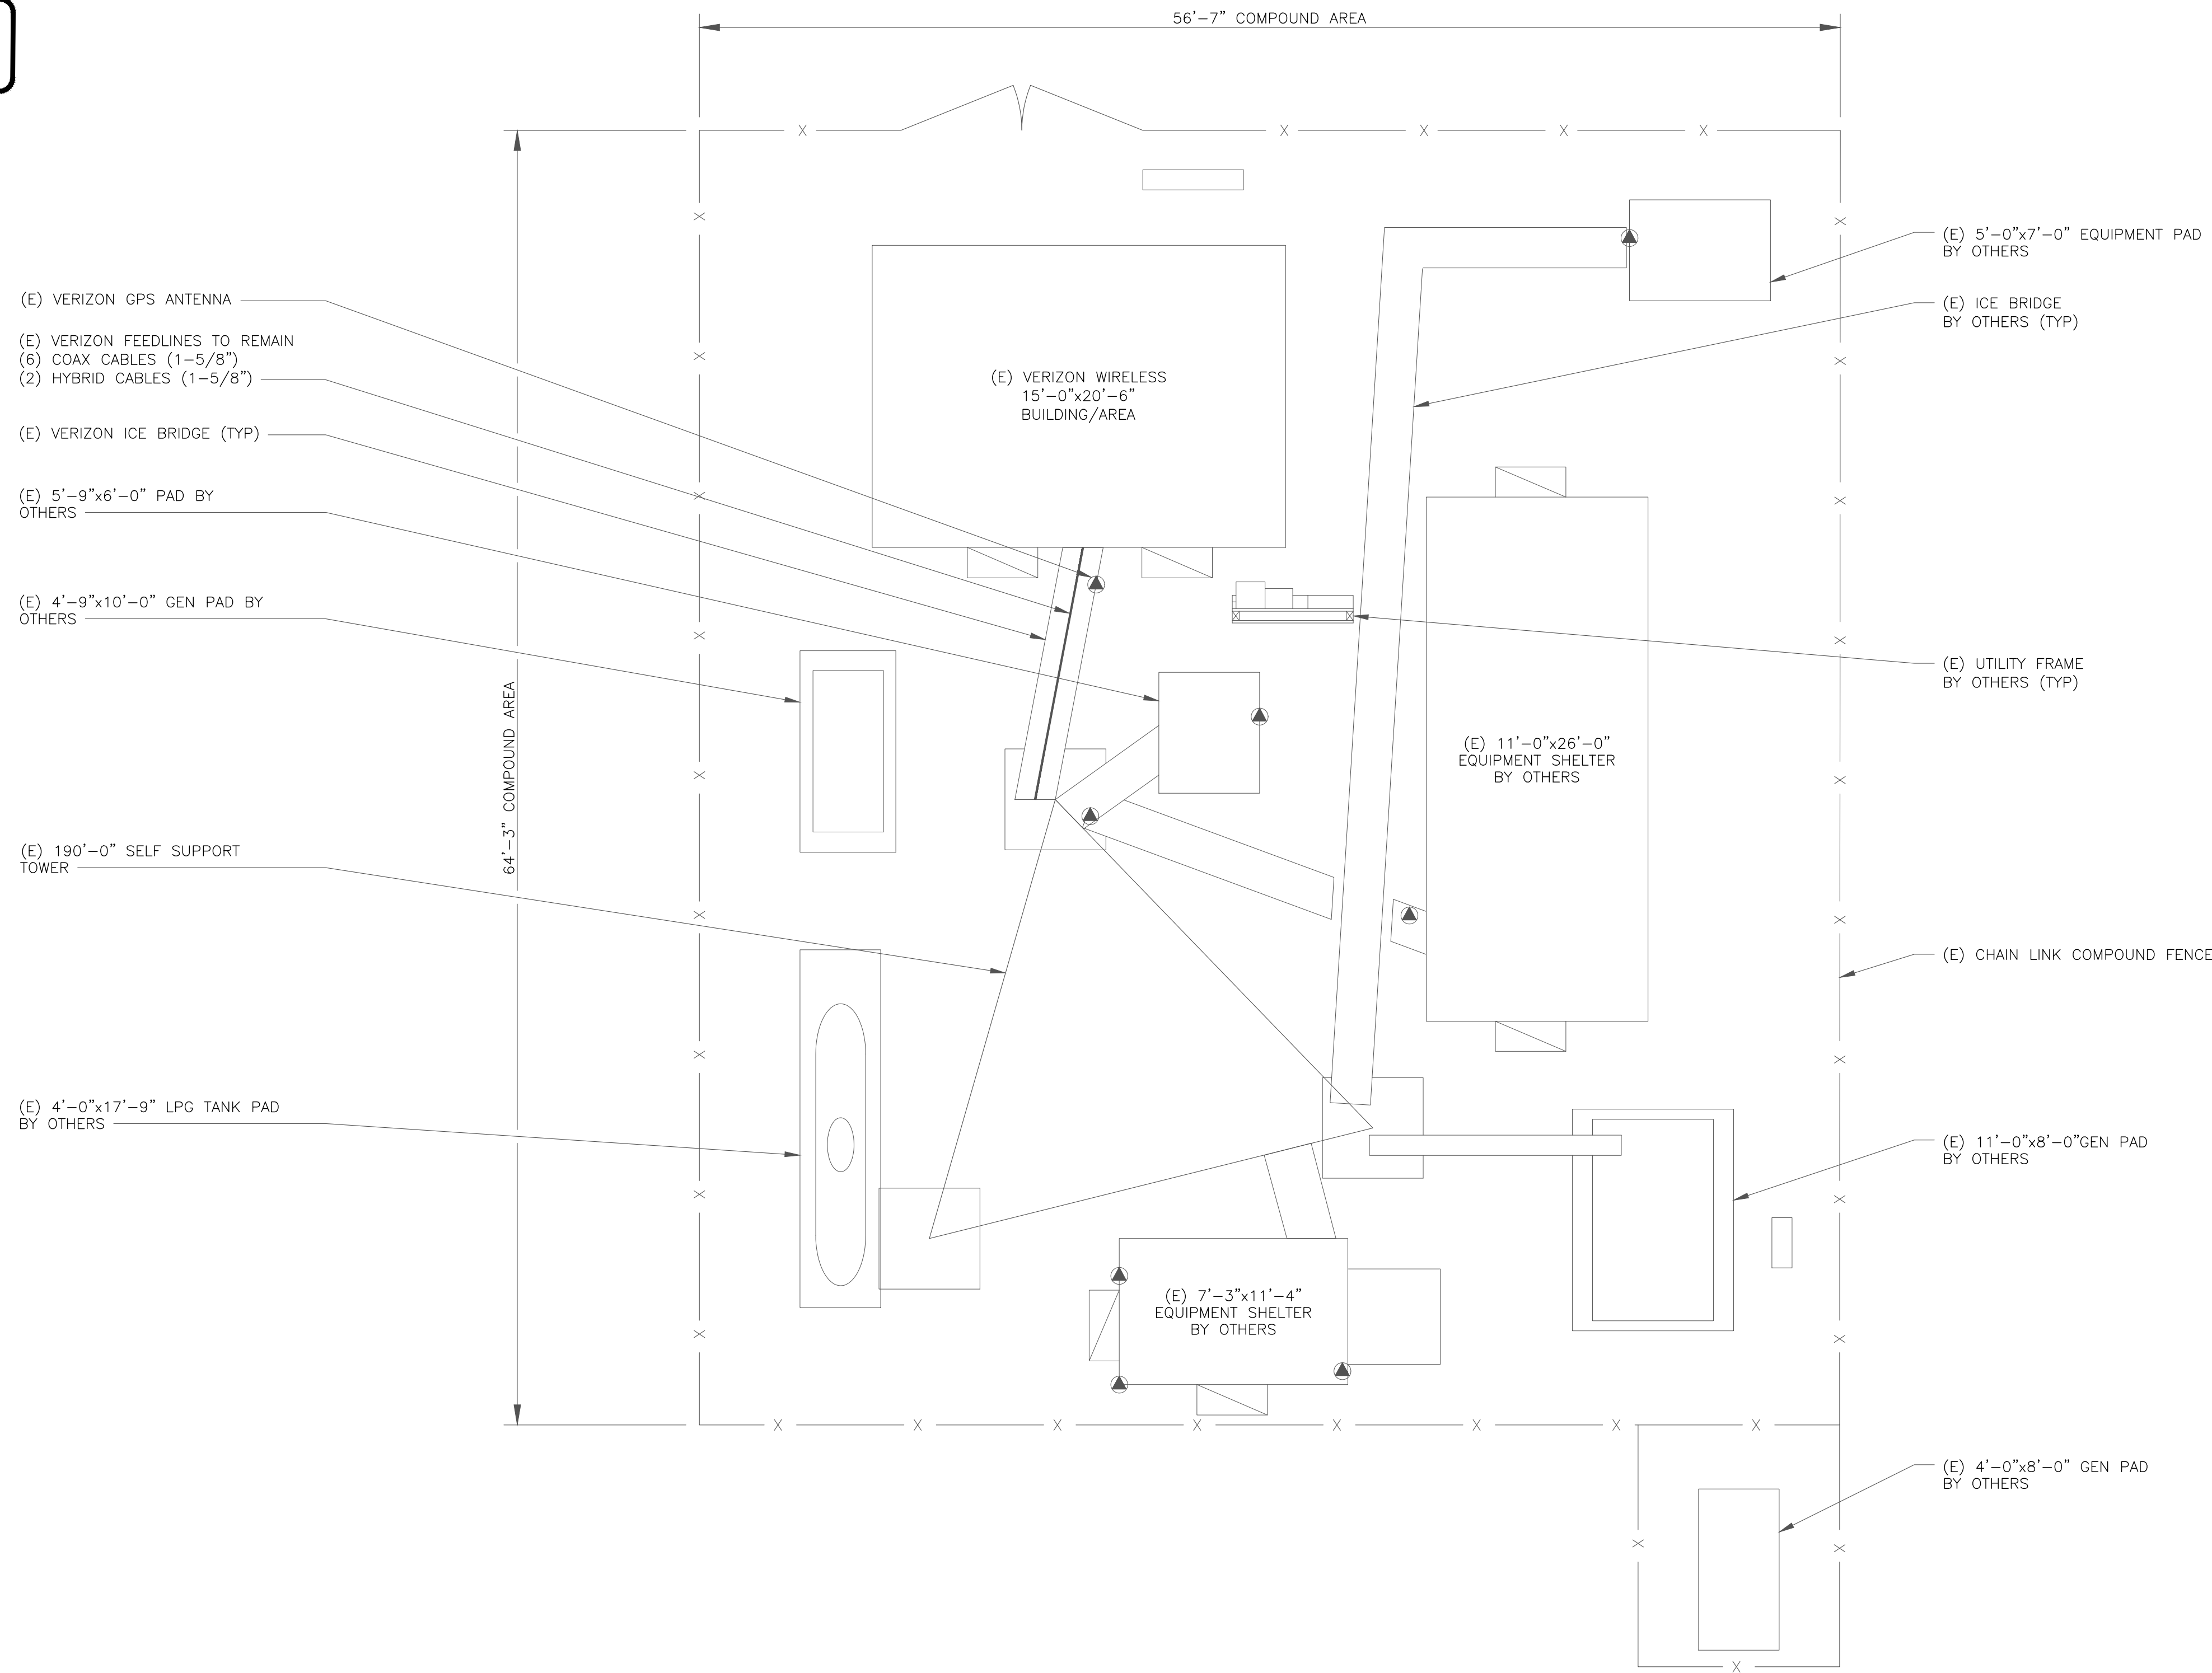 56'-7" COMPOUND AREA
(E) VERIZON GPS ANTENNA
(E) VERIZON FEEDLINES TO REMAIN
(6) COAX CABLES (1-5/8")
(2) HYBRID CABLES (1-5/8")
(E) VERIZON ICE BRIDGE (TYP)
(E) 5'-9"x6'-0" PAD BY
OTHERS
(E) 4'-9"x10'-0" GEN PAD BY
OTHERS
(E) 190'-0" SELF SUPPORT
TOWER
(E) 4'-0"x17'-9" LPG TANK PAD
BY OTHERS
64'-3" COMPOUND AREA
(E) VERIZON WIRELESS
15'-0"x20'-6"
BUILDING/AREA
(E) 11'-0"x26'-0"
EQUIPMENT SHELTER
BY OTHERS
(E) 7'-3"x11'-4"
EQUIPMENT SHELTER
BY OTHERS
(E) 5'-0"x7'-0" EQUIPMENT PAD
BY OTHERS
(E) ICE BRIDGE
BY OTHERS (TYP)
(E) UTILITY FRAME
BY OTHERS (TYP)
(E) CHAIN LINK COMPOUND FENCE
(E) 11'-0"x8'-0"GEN PAD
BY OTHERS
(E) 4'-0"x8'-0" GEN PAD
BY OTHERS